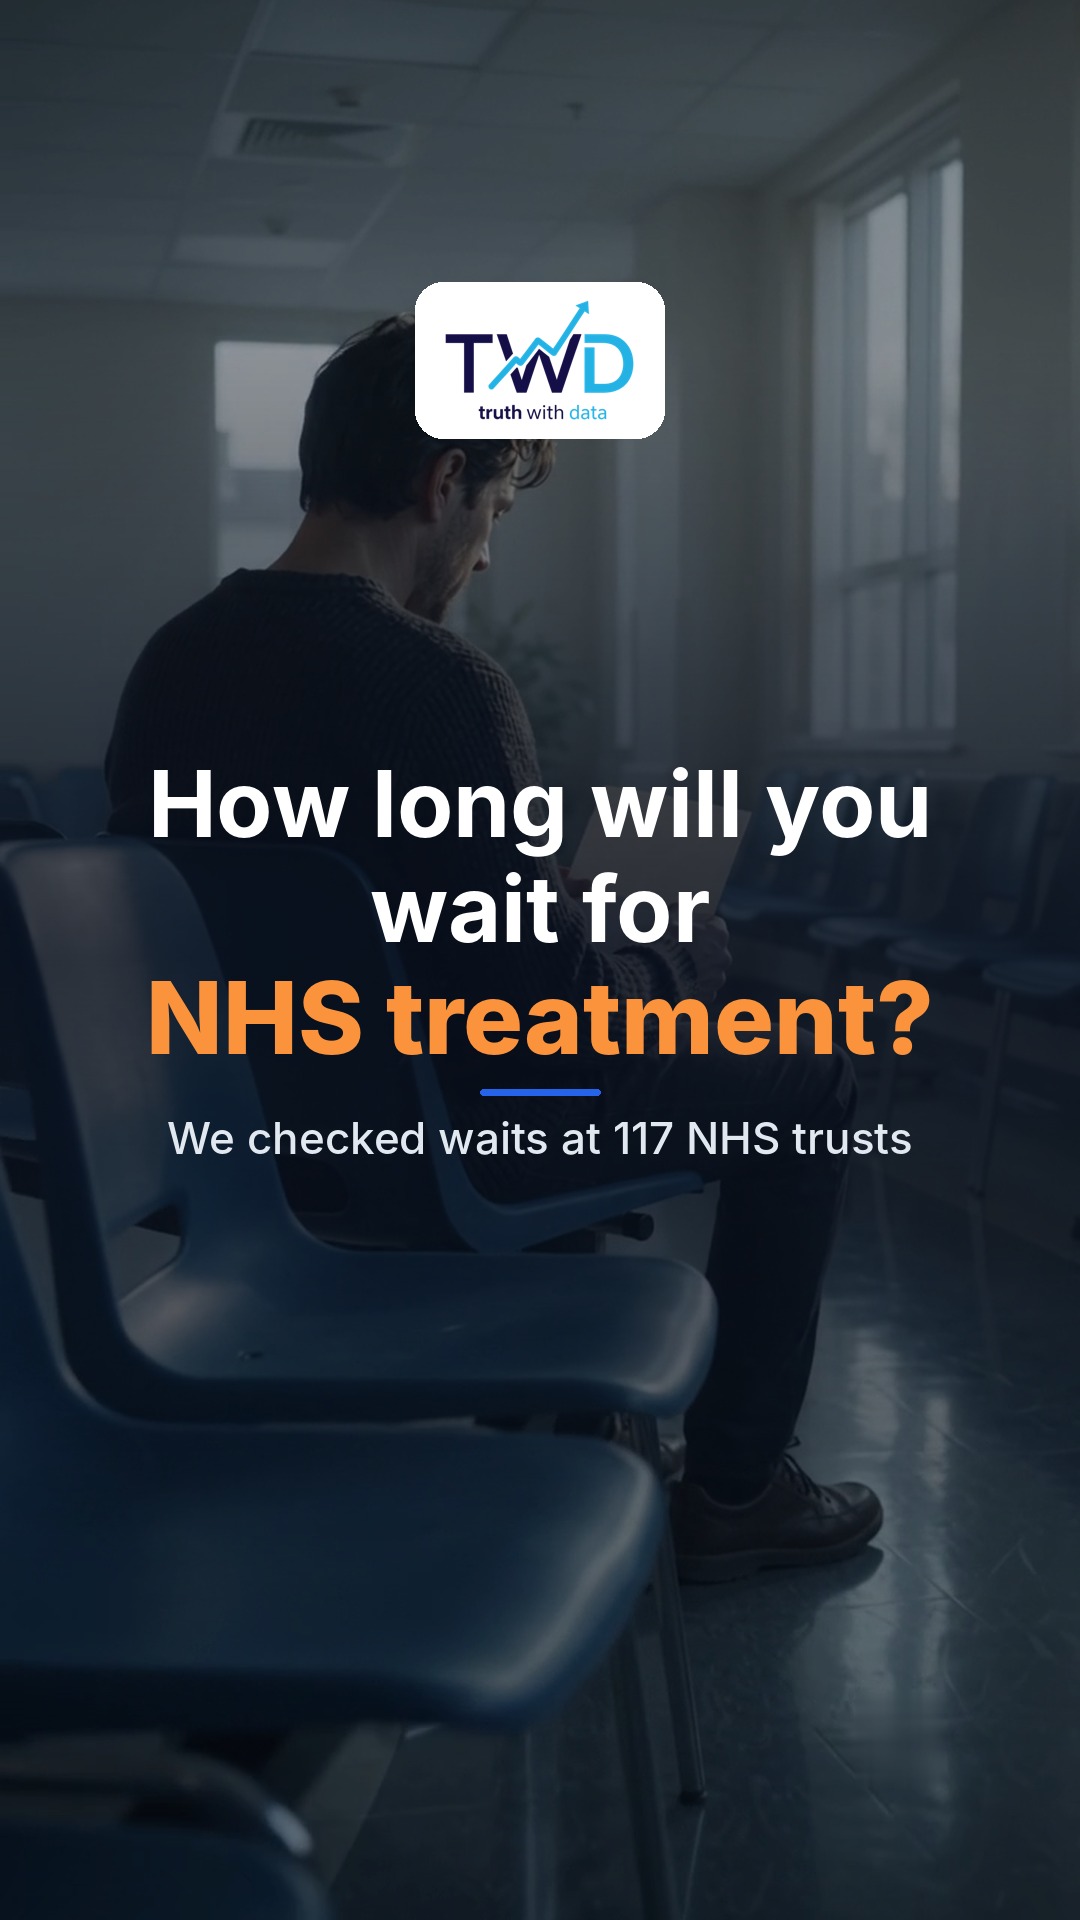 TWD
truth with data
How long will you
wait for
NHS treatment?
We checked waits at 117 NHS trusts